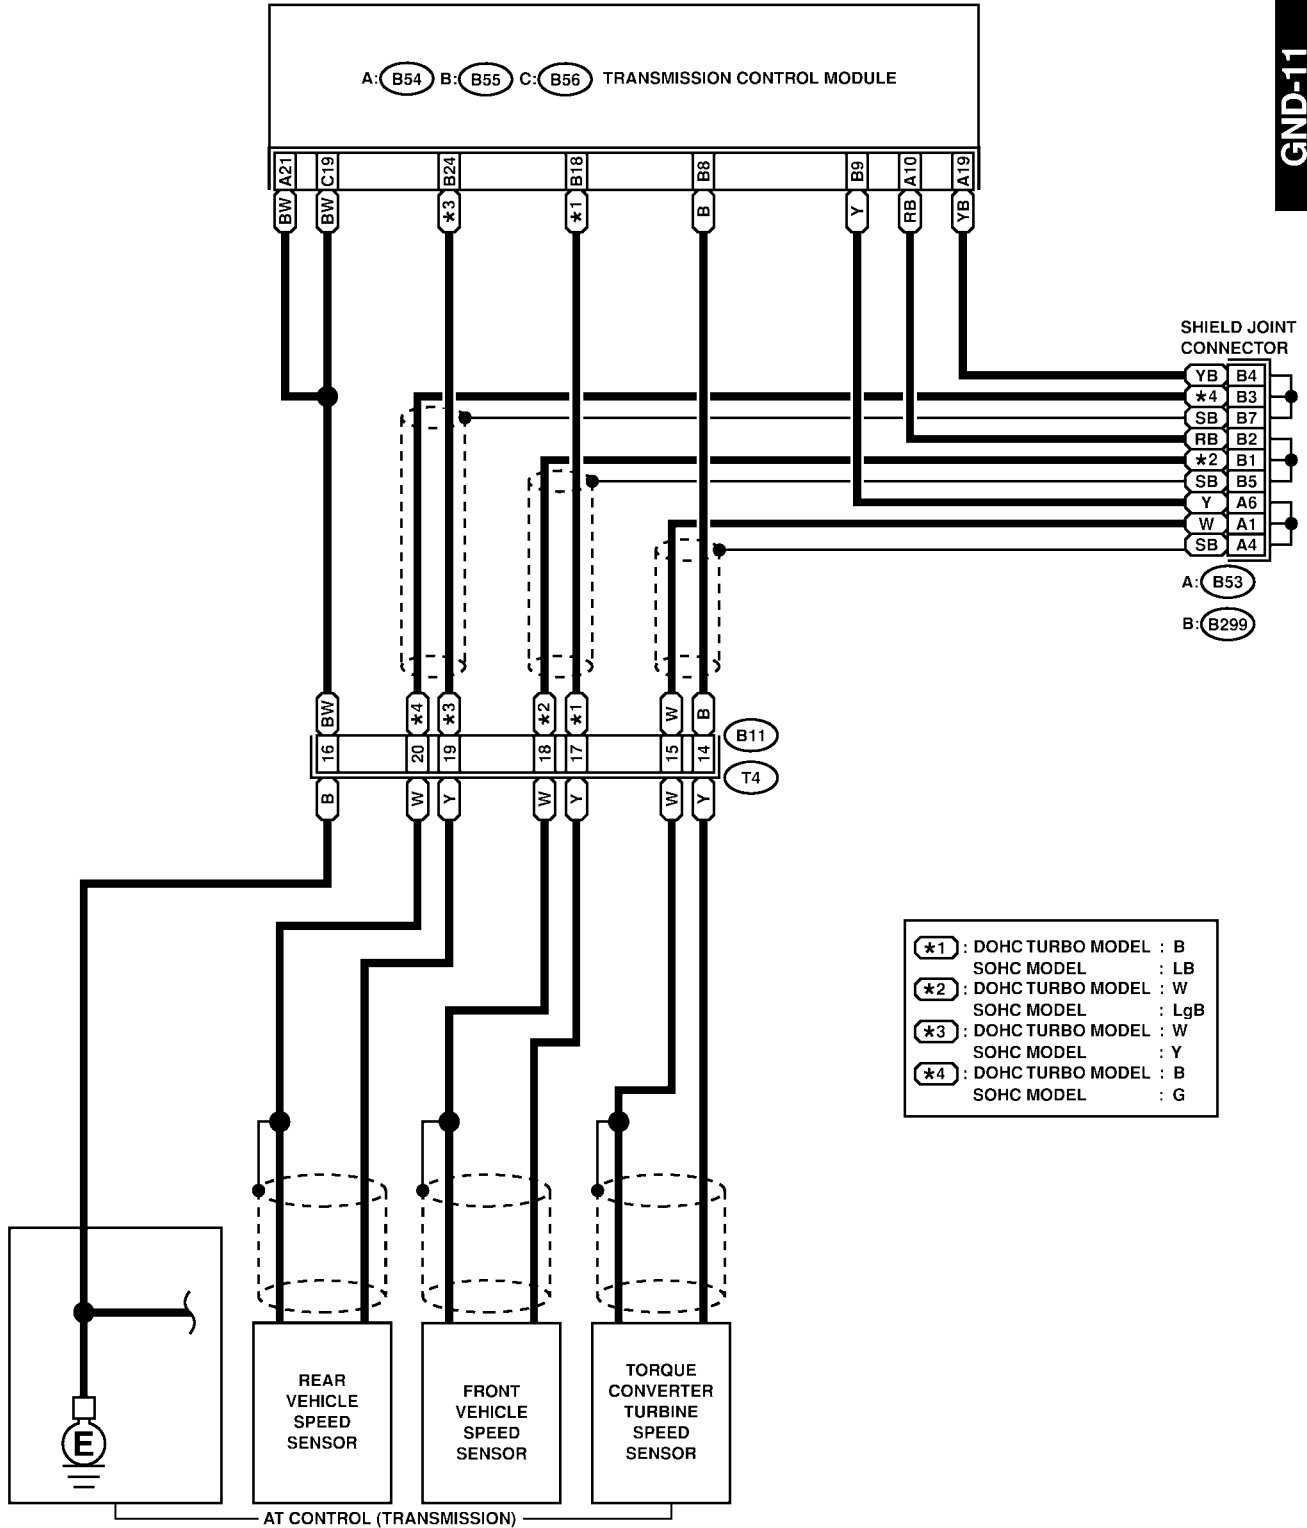 GND-11
A: B54 B: B55 C: B56 TRANSMISSION CONTROL MODULE
A21 C19 B24 B18 B8 B9 A10 A19
BW BW *3 *1 B Y RB YB
SHIELD JOINT
CONNECTOR
YB B4
*4 B3
SB B7
RB B2
*2 B1
SB B5
Y A6
W A1
SB A4
A: B53
B: B299
BW *4 *3 *2 *1 W B
B11
16 20 19 18 17 15 14
T4
B W Y W Y W Y
*1 : DOHC TURBO MODEL : B
SOHC MODEL : LB
*2 : DOHC TURBO MODEL : W
SOHC MODEL : LgB
*3 : DOHC TURBO MODEL : W
SOHC MODEL : Y
*4 : DOHC TURBO MODEL : B
SOHC MODEL : G
E
REAR
VEHICLE
SPEED
SENSOR
FRONT
VEHICLE
SPEED
SENSOR
TORQUE
CONVERTER
TURBINE
SPEED
SENSOR
AT CONTROL (TRANSMISSION)